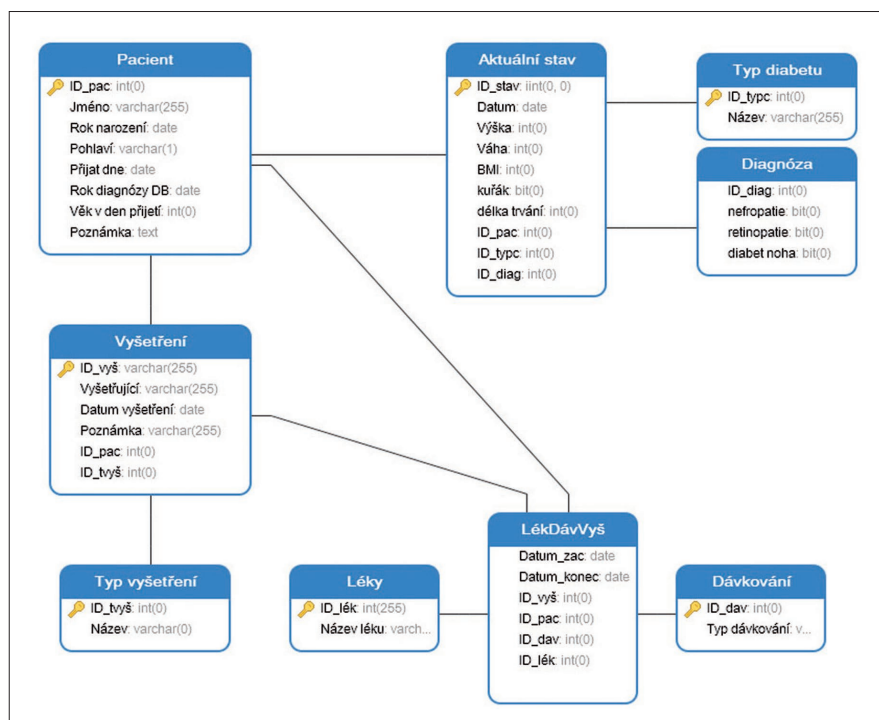 Pacient
ID_pac: int(0)
Jméno: varchar(255)
Rok narození: date
Pohlaví: varchar(1)
Přijat dne: date
Rok diagnózy DB: date
Věk v den přijetí: int(0)
Poznámka: text
Aktuální stav
ID_stav: iint(0, 0)
Datum: date
Výška: int(0)
Váha: int(0)
BMI: int(0)
kuřák: bit(0)
délka trvání: int(0)
ID_pac: int(0)
ID_typc: int(0)
ID_diag: int(0)
Typ diabetu
ID_typc: int(0)
Název: varchar(255)
Diagnóza
ID_diag: int(0)
nefropatie: bit(0)
retinopatie: bit(0)
diabet noha: bit(0)
Vyšetření
ID_vyš: varchar(255)
Vyšetřující: varchar(255)
Datum vyšetření: date
Poznámka: varchar(255)
ID_pac: int(0)
ID_tvyš: int(0)
Typ vyšetření
ID_tvyš: int(0)
Název: varchar(0)
Léky
ID_lék: int(255)
Název léku: varch...
LékDávVyš
Datum_zac: date
Datum_konec: date
ID_vyš: int(0)
ID_pac: int(0)
ID_dav: int(0)
ID_lék: int(0)
Dávkování
ID_dav: int(0)
Typ dávkování: v...